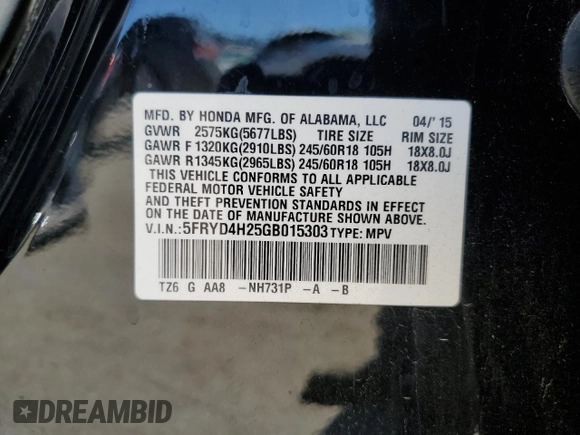 MFD. BY HONDA MFG. OF ALABAMA, LLC 04/'15
GVWR 2575KG(5677LBS) TIRE SIZE RIM SIZE
GAWR F 1320KG(2910LBS) 245/60R18 105H 18X8.0J
GAWR R 1345KG(2965LBS) 245/60R18 105H 18X8.0J
THIS VEHICLE CONFORMS TO ALL APPLICABLE
FEDERAL MOTOR VEHICLE SAFETY
AND THEFT PREVENTION STANDARDS IN EFFECT
ON THE DATE OF MANUFACTURE SHOWN ABOVE.
V.I.N.:5FRYD4H25GB015303 TYPE: MPV
TZ6 G AA8 -NH731P -A -B
DREAMBID